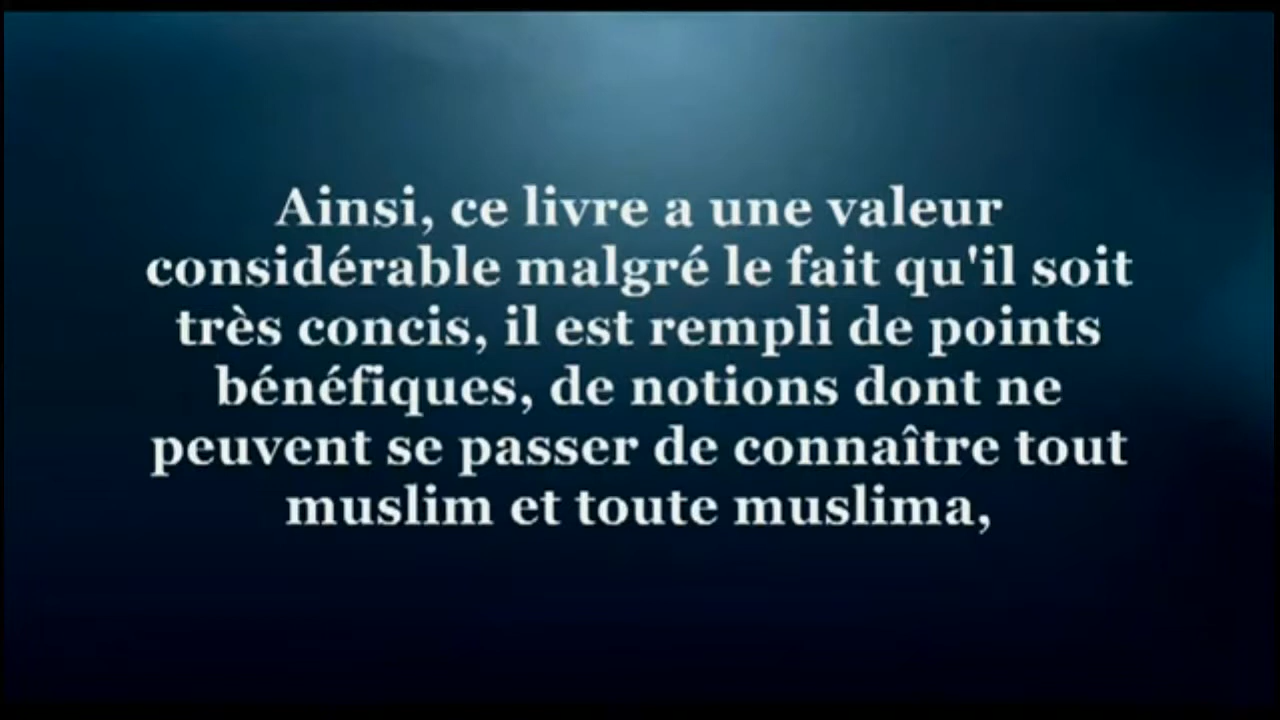 Ainsi, ce livre a une valeur
considérable malgré le fait qu'il soit
très concis, il est rempli de points
bénéfiques, de notions dont ne
peuvent se passer de connaître tout
muslim et toute muslima,